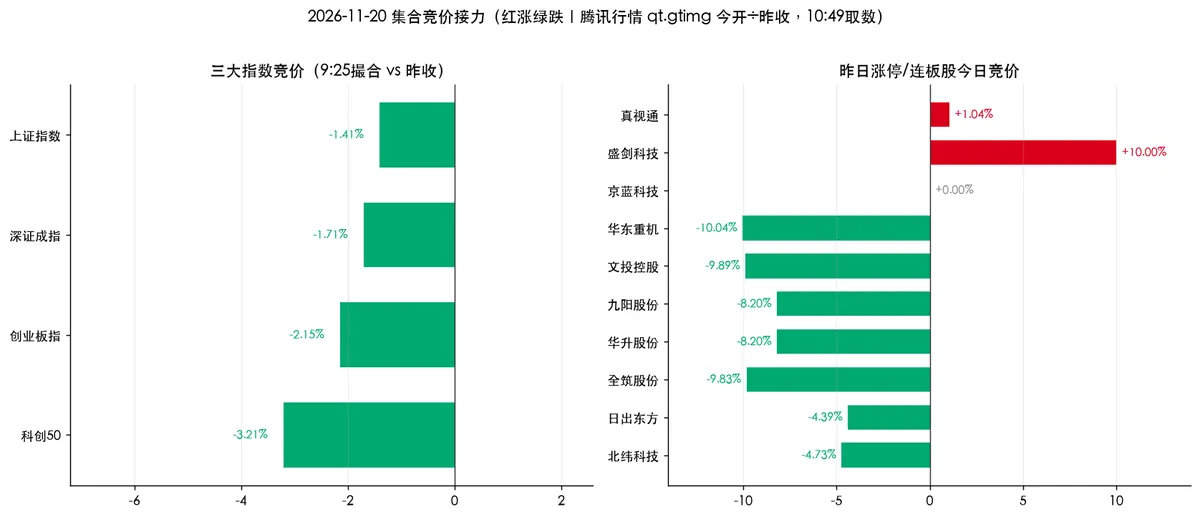 2026-11-20 集合竞价接力（红涨绿跌丨腾讯行情 qt.gtimg 今开÷昨收，10:49取数）
三大指数竞价（9:25撮合 vs 昨收）
上证指数
-1.41%
深证成指
-1.71%
创业板指
-2.15%
科创50
-3.21%
-6
-4
-2
0
2
昨日涨停/连板股今日竞价
真视通
+1.04%
盛剑科技
+10.00%
京蓝科技
+0.00%
华东重机
-10.04%
文投控股
-9.89%
九阳股份
-8.20%
华升股份
-8.20%
全筑股份
-9.83%
日出东方
-4.39%
北纬科技
-4.73%
-10
-5
0
5
10